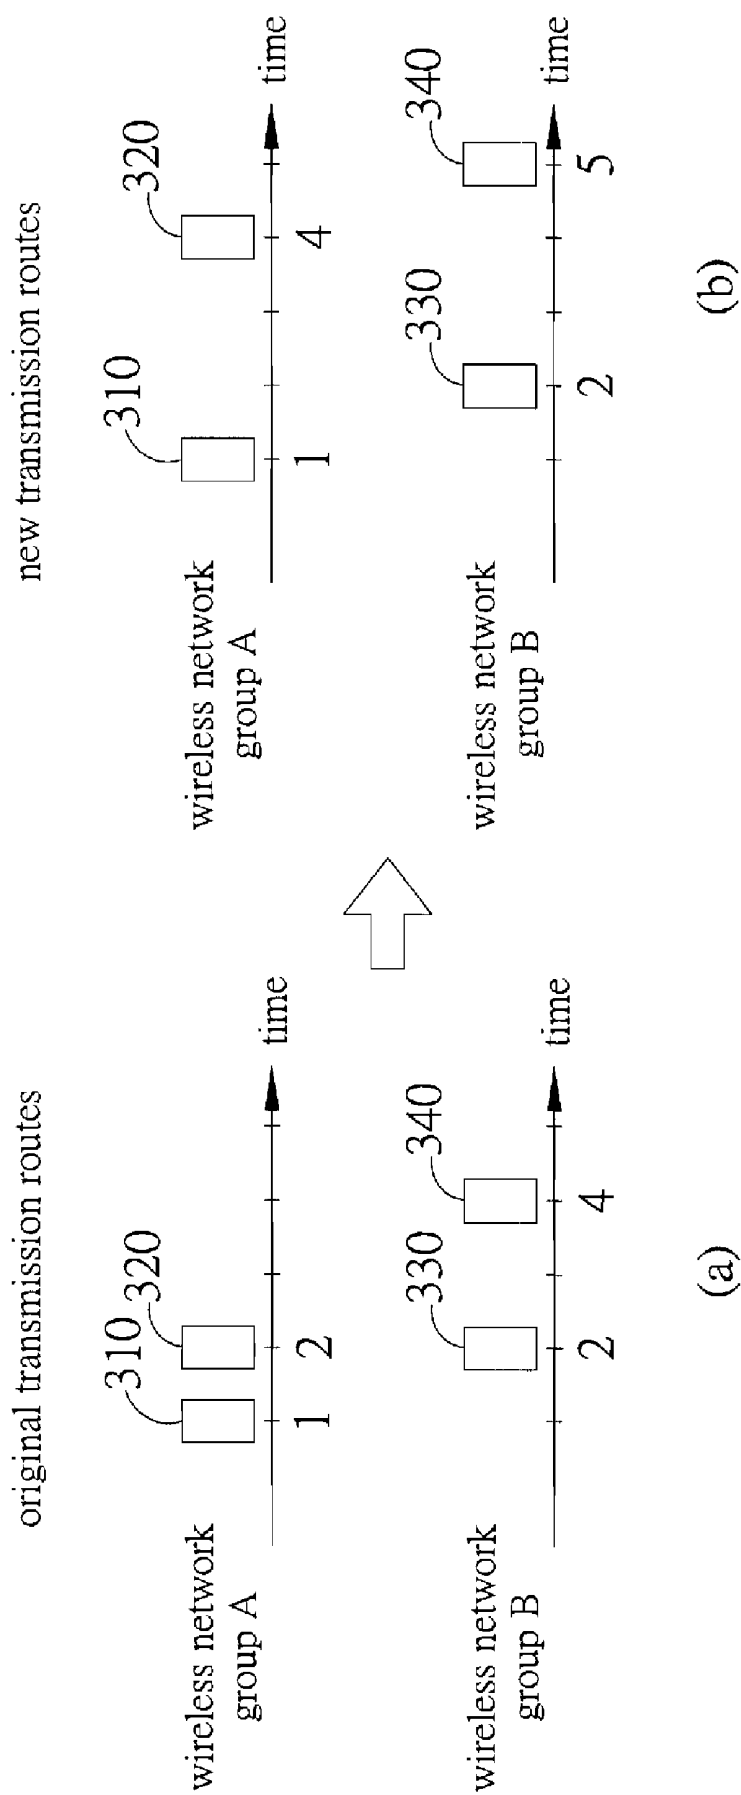 original transmission routes
310
320
wireless network
group A
time
1
2
330
340
wireless network
group B
time
2
4
(a)
new transmission routes
310
320
wireless network
group A
time
1
4
330
340
wireless network
group B
time
2
5
(b)